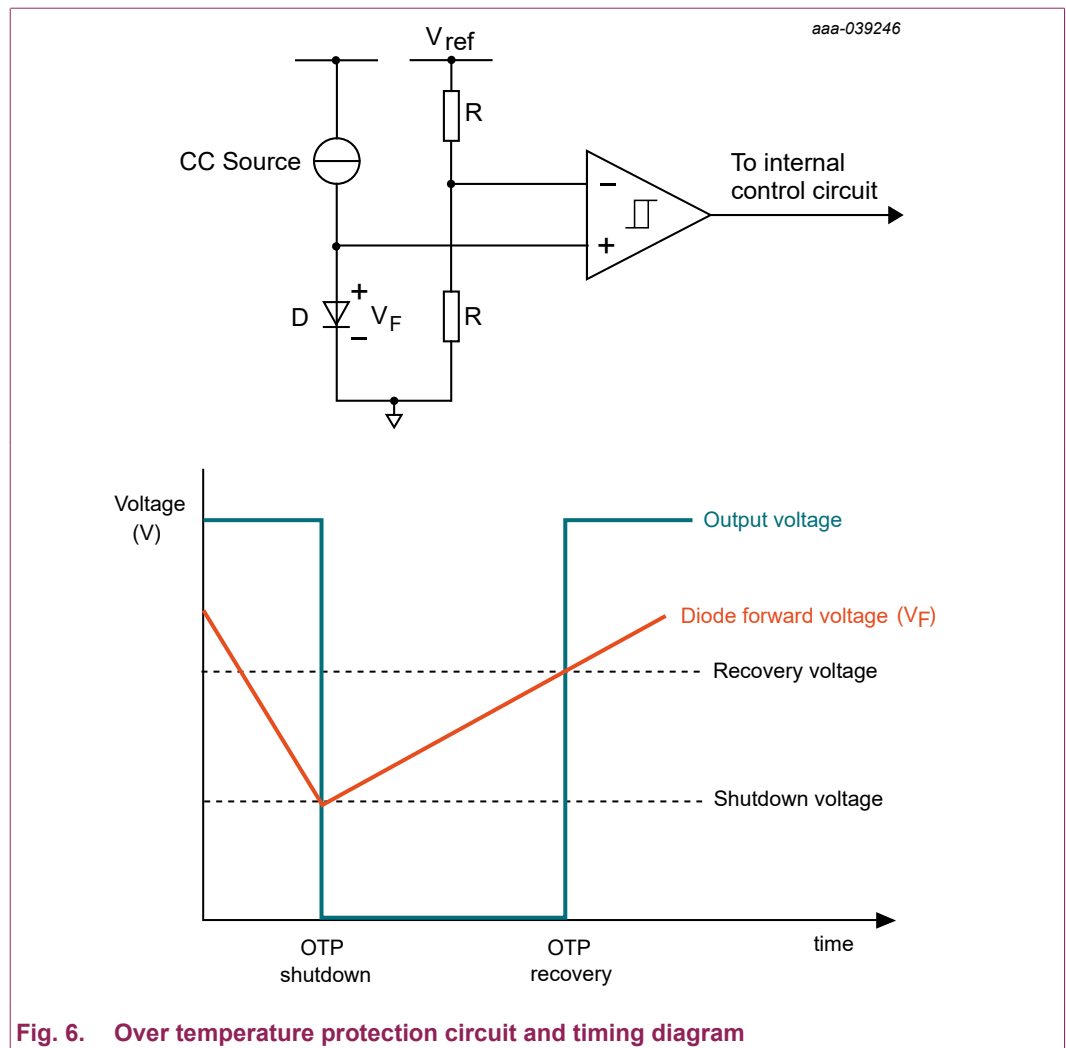 aaa-039246
Vref
R
CC Source
To internal
control circuit
−
+
D
+
VF
−
R
Voltage
(V)
Output voltage
Diode forward voltage (VF)
Recovery voltage
Shutdown voltage
OTP
shutdown
OTP
recovery
time
Fig. 6. Over temperature protection circuit and timing diagram